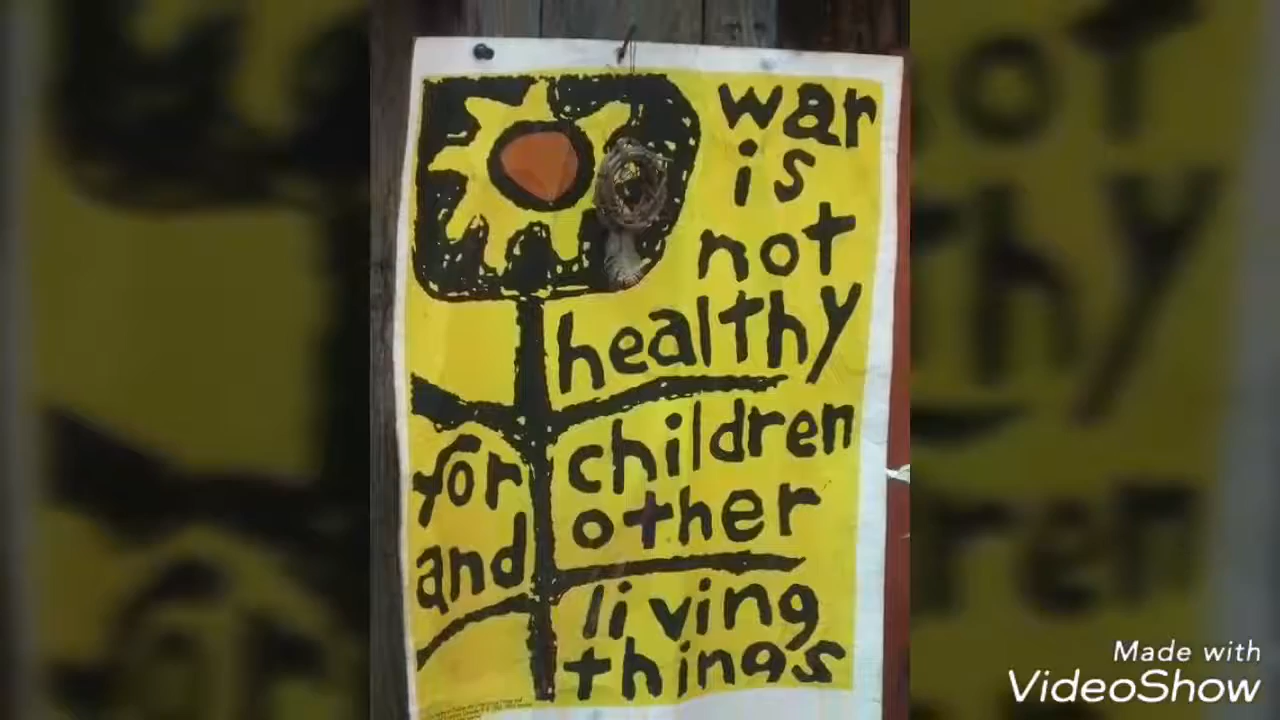 war
is
not
healthy
for children
and other
living
things
Made with
VideoShow